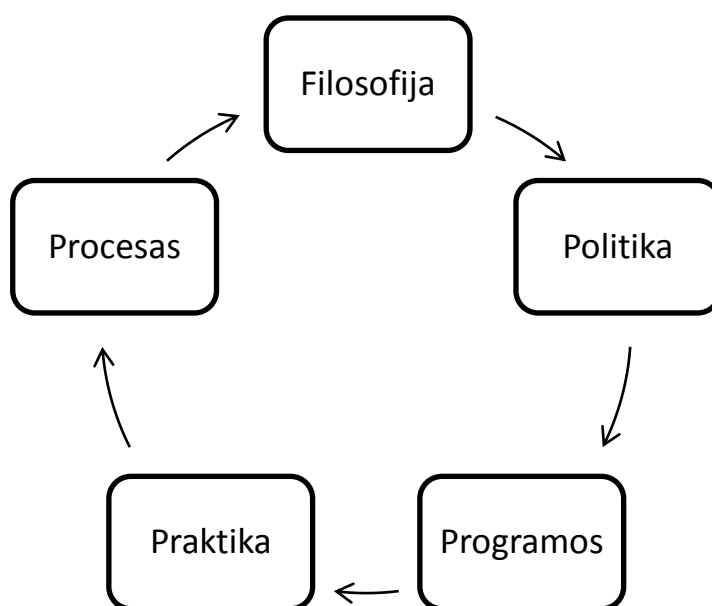 Filosofija
Politika
Programos
Praktika
Procesas